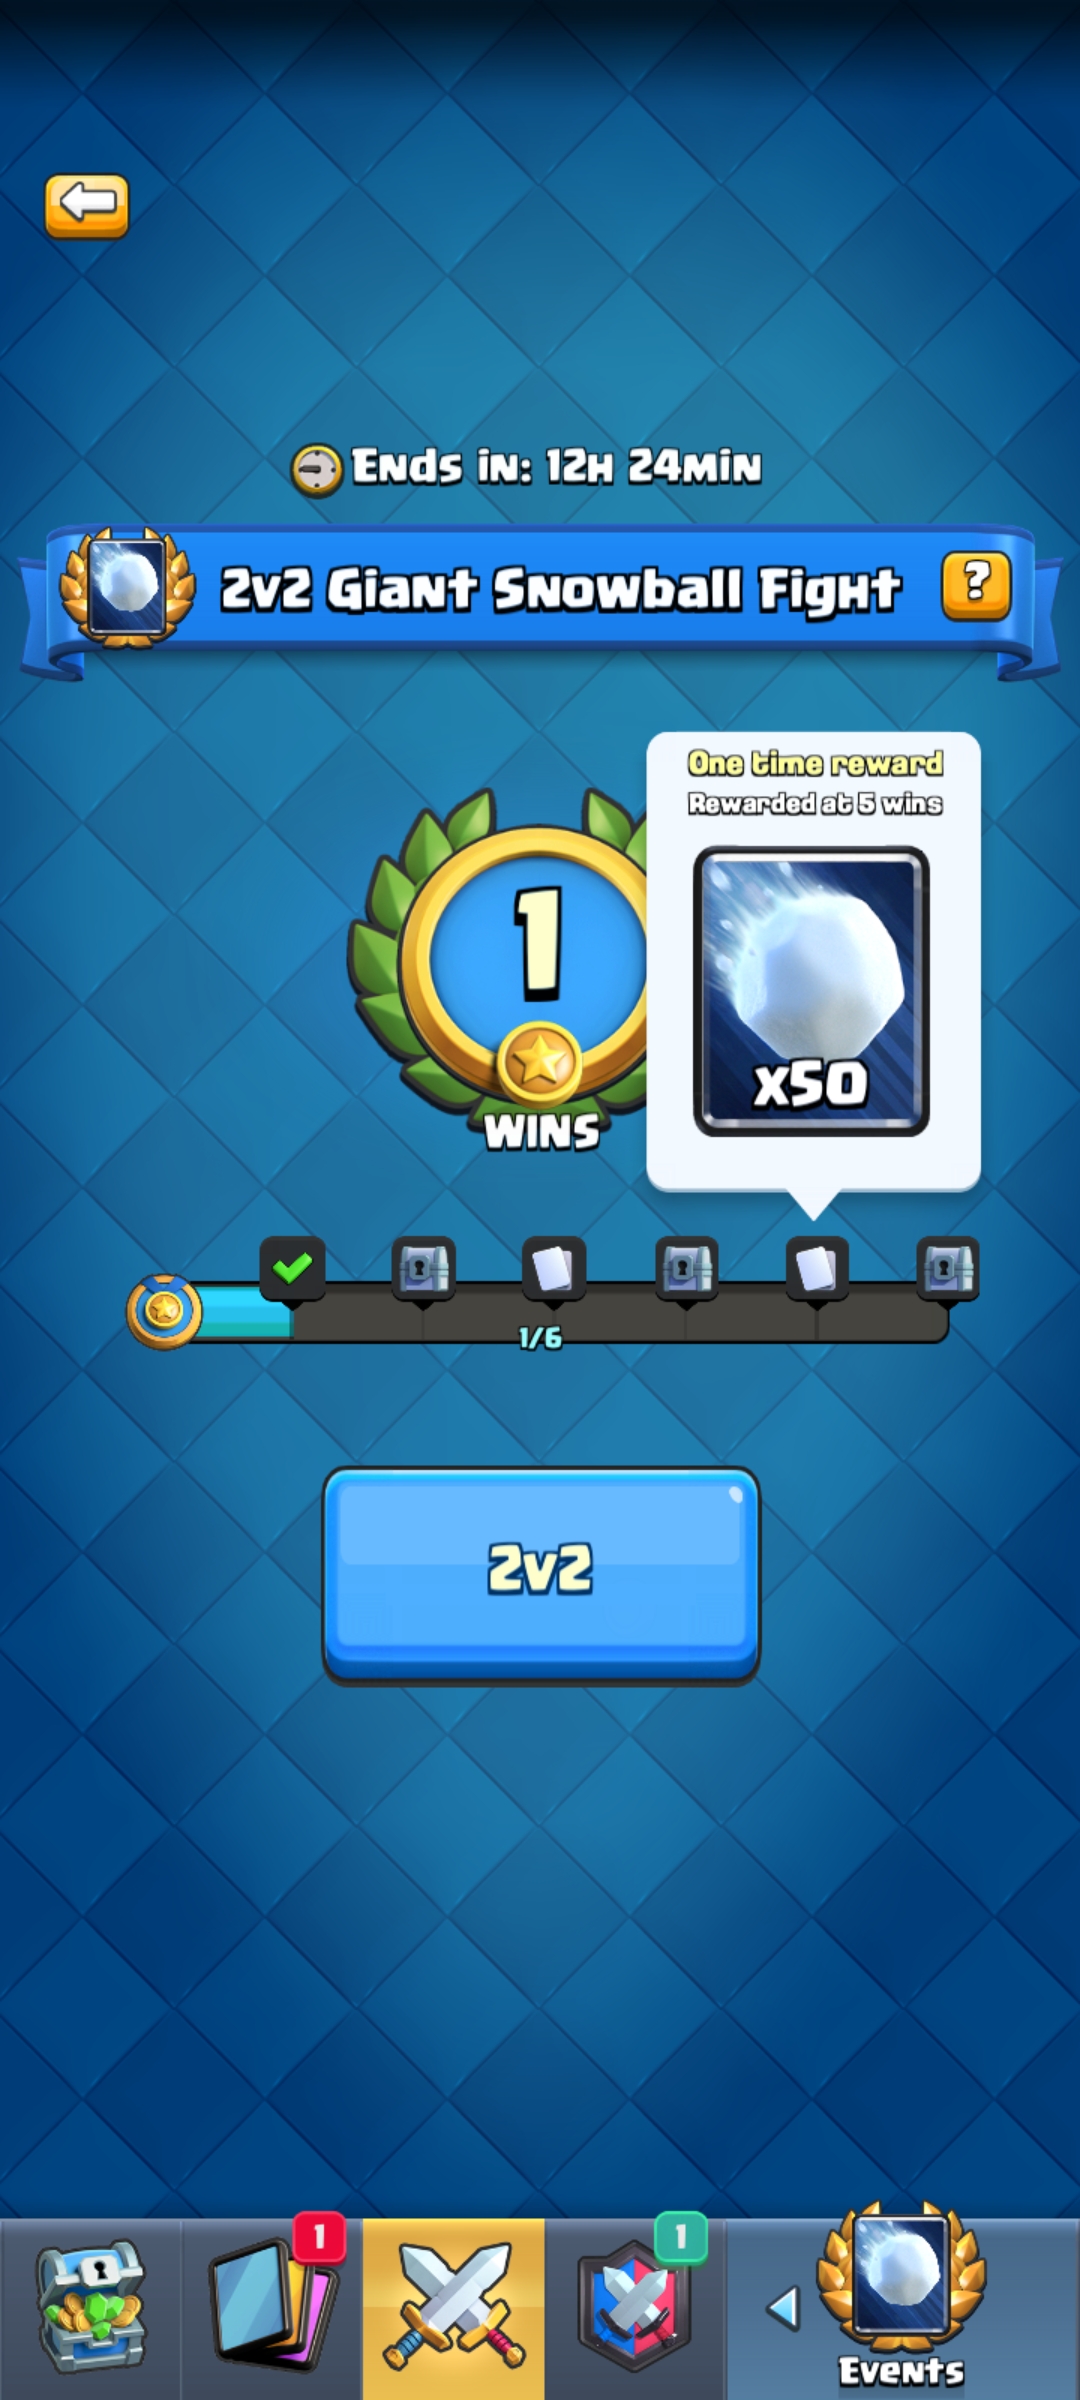 Ends in: 12h 24min
2v2 Giant Snowball Fight
?
One time reward
Rewarded at 5 wins
1
x50
WINS
1/6
2v2
1
1
Events